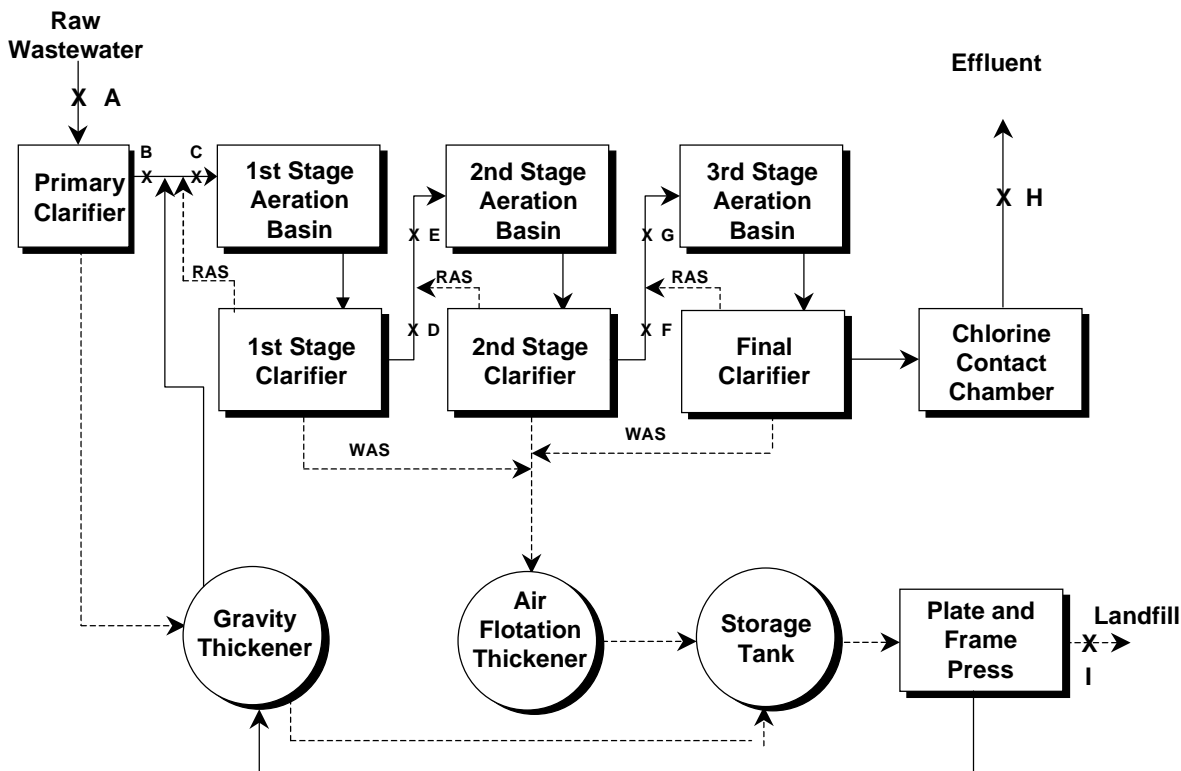 Raw
Wastewater
X A
Effluent
Primary
Clarifier
B
X
C
X
1st Stage
Aeration
Basin
2nd Stage
Aeration
Basin
3rd Stage
Aeration
Basin
X H
X E
X G
RAS
RAS
RAS
1st Stage
Clarifier
X D
2nd Stage
Clarifier
X F
Final
Clarifier
Chlorine
Contact
Chamber
WAS
WAS
Gravity
Thickener
Air
Flotation
Thickener
Storage
Tank
Plate and
Frame
Press
Landfill
X
I